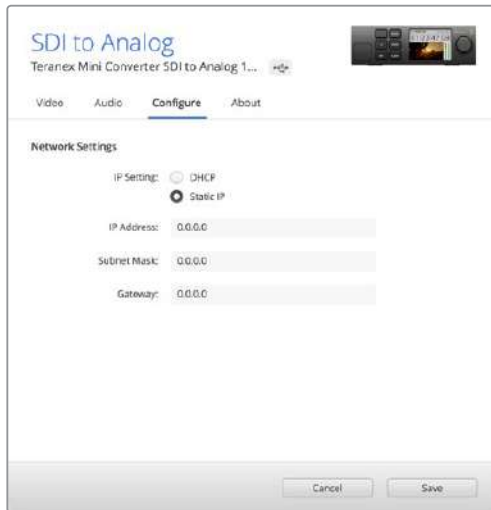 SDI to Analog
Teranex Mini Converter SDI to Analog 1...
Video Audio Configure About
Network Settings
IP Setting: DHCP
Static IP
IP Address: 0.0.0.0
Subnet Mask: 0.0.0.0
Gateway: 0.0.0.0
Cancel Save